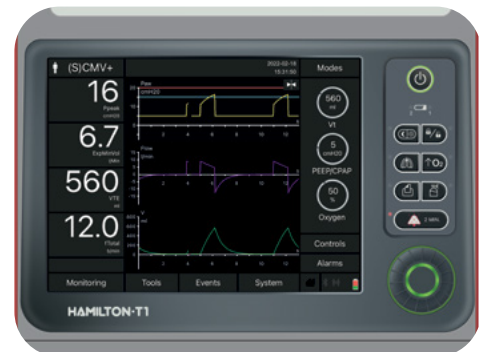 (S)CMV+
2022-02-18
15:31:50
Modes
16
Ppeak
cmH2O
Paw
cmH2O
560
ml
Vt
6.7
ExpMinVol
l/min
Flow
l/min
5
cmH2O
PEEP/CPAP
560
VTE
ml
50
%
Oxygen
12.0
fTotal
b/min
V
ml
Controls
Alarms
Monitoring
Tools
Events
System
2 MIN.
O₂
HAMILTON-T1